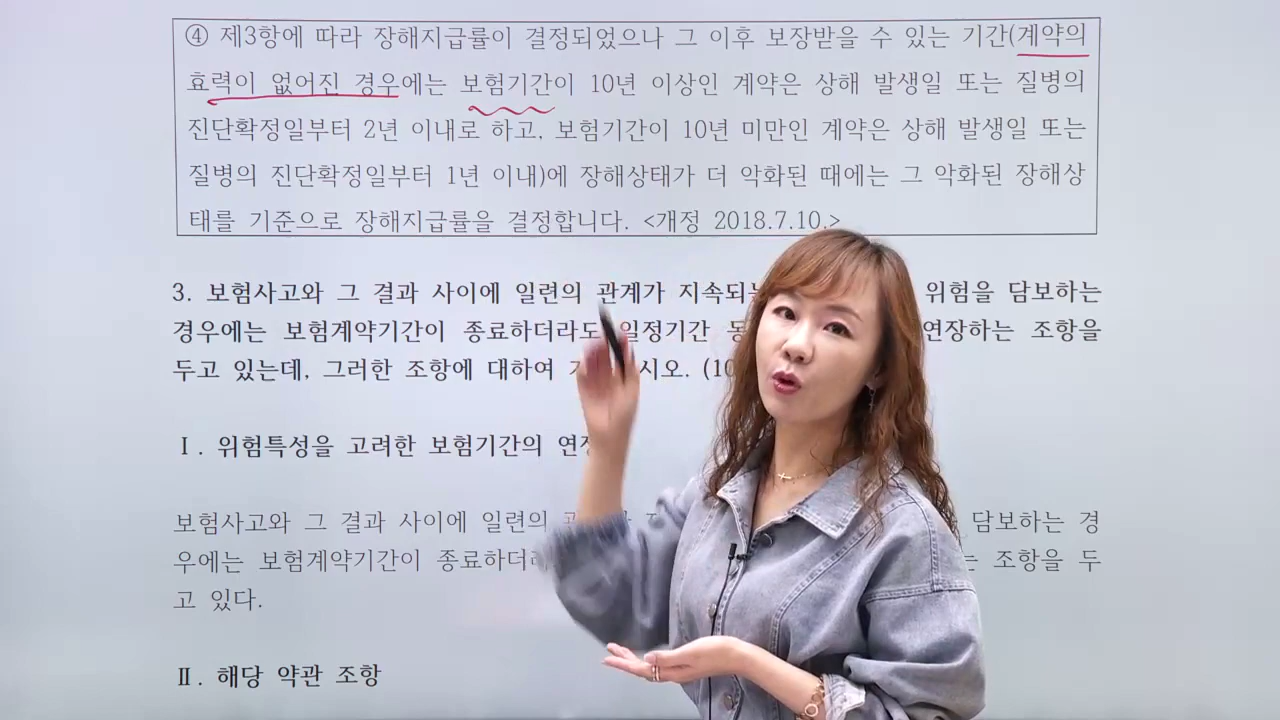 ④ 제3항에 따라 장해지급률이 결정되었으나 그 이후 보장받을 수 있는 기간(계약의
효력이 없어진 경우에는 보험기간이 10년 이상인 계약은 상해 발생일 또는 질병의
진단확정일부터 2년 이내로 하고, 보험기간이 10년 미만인 계약은 상해 발생일 또는
질병의 진단확정일부터 1년 이내)에 장해상태가 더 악화된 때에는 그 악화된 장해상
태를 기준으로 장해지급률을 결정합니다. <개정 2018.7.10.>
3. 보험사고와 그 결과 사이에 일련의 관계가 지속되는 위험을 담보하는
경우에는 보험계약기간이 종료하더라도 일정기간 연장하는 조항을
두고 있는데, 그러한 조항에 대하여 시오. (10
Ⅰ. 위험특성을 고려한 보험기간의 연장
보험사고와 그 결과 사이에 일련의 담보하는 경
우에는 보험계약기간이 종료하더라 조항을 두
고 있다.
Ⅱ. 해당 약관 조항